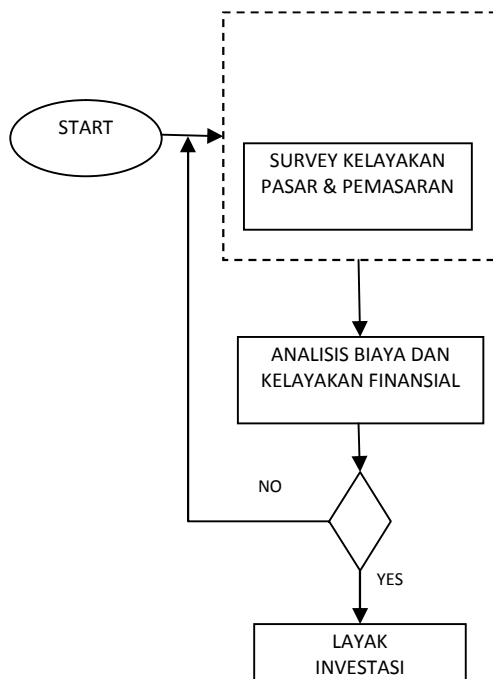 START
SURVEY KELAYAKAN
PASAR & PEMASARAN
ANALISIS BIAYA DAN
KELAYAKAN FINANSIAL
NO
YES
LAYAK
INVESTASI